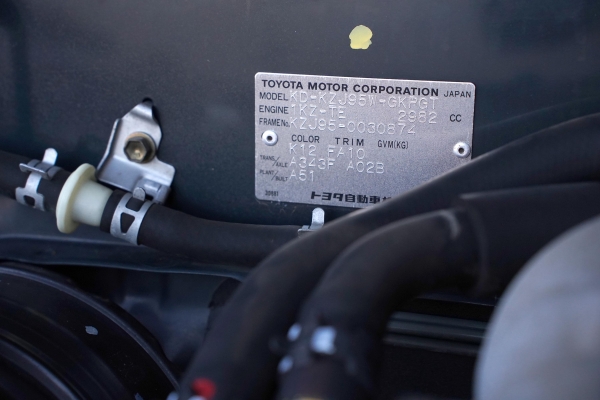 TOYOTA MOTOR CORPORATION JAPAN
MODEL KD-KZJ95W-GKPGT
ENGINE 1KZ-TE 2982 CC
FRAME No. KZJ95-0030874
COLOR TRIM GVM(KG)
K12 FA10
TRANS/AXLE A343F A02B
PLANT/BUILT A51
トヨタ自動車